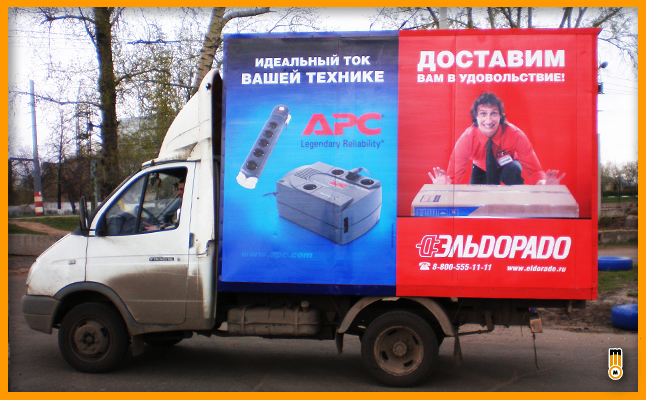 ИДЕАЛЬНЫЙ ТОК
ВАШЕЙ ТЕХНИКЕ
APC
Legendary Reliability®
www.apc.com
ДОСТАВИМ
ВАМ В УДОВОЛЬСТВИЕ!
ЭЛЬDОРАDО
8-800-555-11-11 www.eldorado.ru